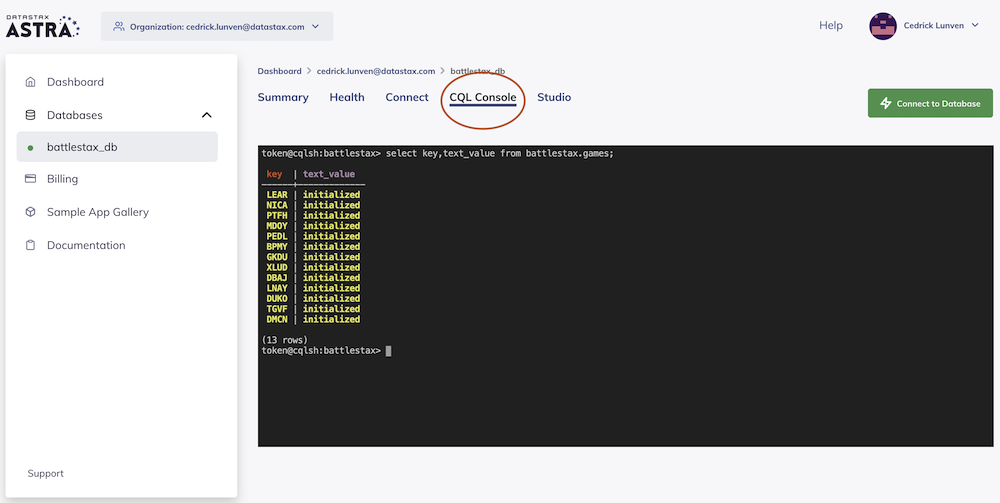 DATASTAX
ASTRA
Organization: cedrick.lunven@datastax.com
Help
Cedrick Lunven
Dashboard
Databases
battlestax_db
Billing
Sample App Gallery
Documentation
Support
Dashboard > cedrick.lunven@datastax.com > battlestax_db
Summary Health Connect CQL Console Studio
Connect to Database
token@cqlsh:battlestax> select key,text_value from battlestax.games;
key | text_value
------+-------------
LEAR | initialized
NICA | initialized
PTFH | initialized
MDOY | initialized
PEDL | initialized
BPMY | initialized
GKDU | initialized
XLUD | initialized
DBAJ | initialized
LNAY | initialized
DUKO | initialized
TGVF | initialized
DMCN | initialized
(13 rows)
token@cqlsh:battlestax>